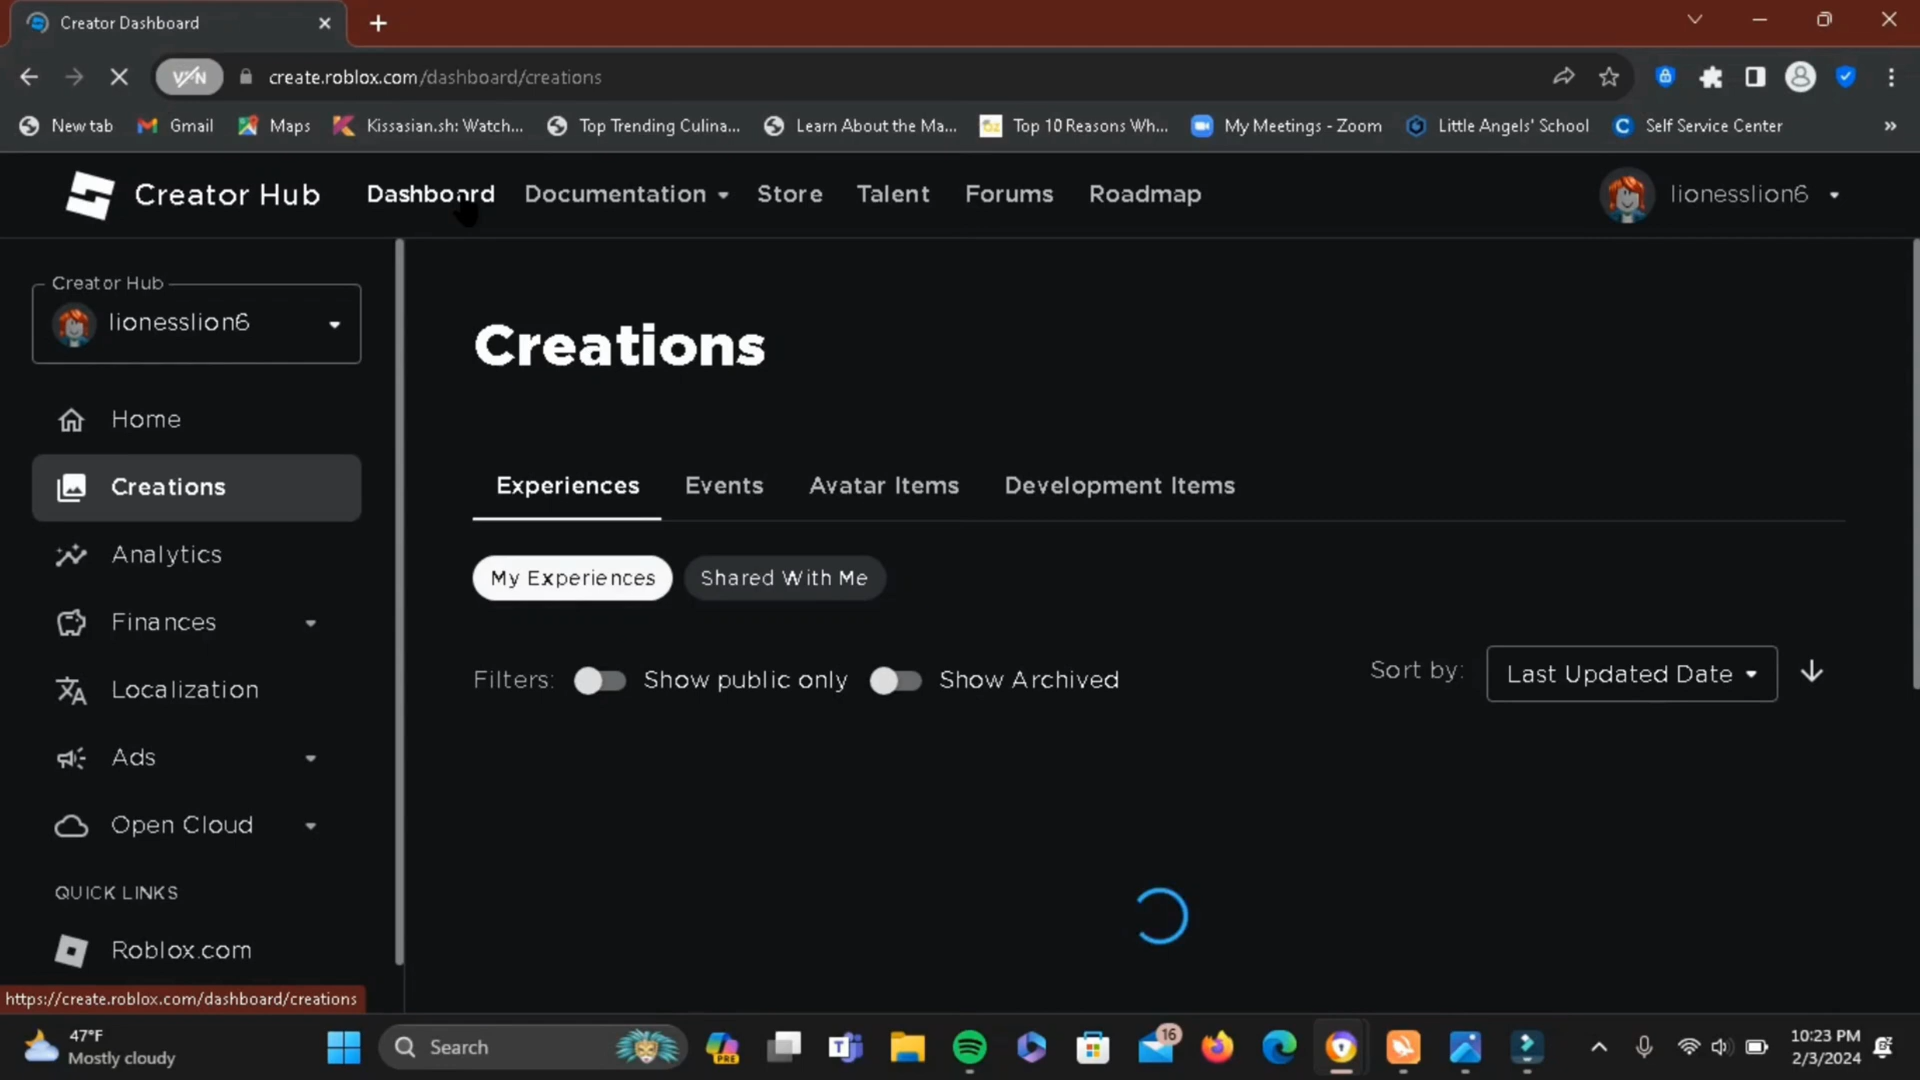 Creator Dashboard
create.roblox.com/dashboard/creations
New tab
Gmail
Maps
Kissasian.sh: Watch...
Top Trending Culina...
Learn About the Ma...
Top 10 Reasons Wh...
My Meetings - Zoom
Little Angels' School
Self Service Center
Creator Hub
Dashboard
Documentation
Store
Talent
Forums
Roadmap
lionesslion6
Creator Hub
lionesslion6
Home
Creations
Analytics
Finances
Localization
Ads
Open Cloud
QUICK LINKS
Roblox.com
Creations
Experiences
Events
Avatar Items
Development Items
My Experiences
Shared With Me
Filters:
Show public only
Show Archived
Sort by:
Last Updated Date
https://create.roblox.com/dashboard/creations
47°F
Mostly cloudy
Search
PRE
16
10:23 PM
2/3/2024